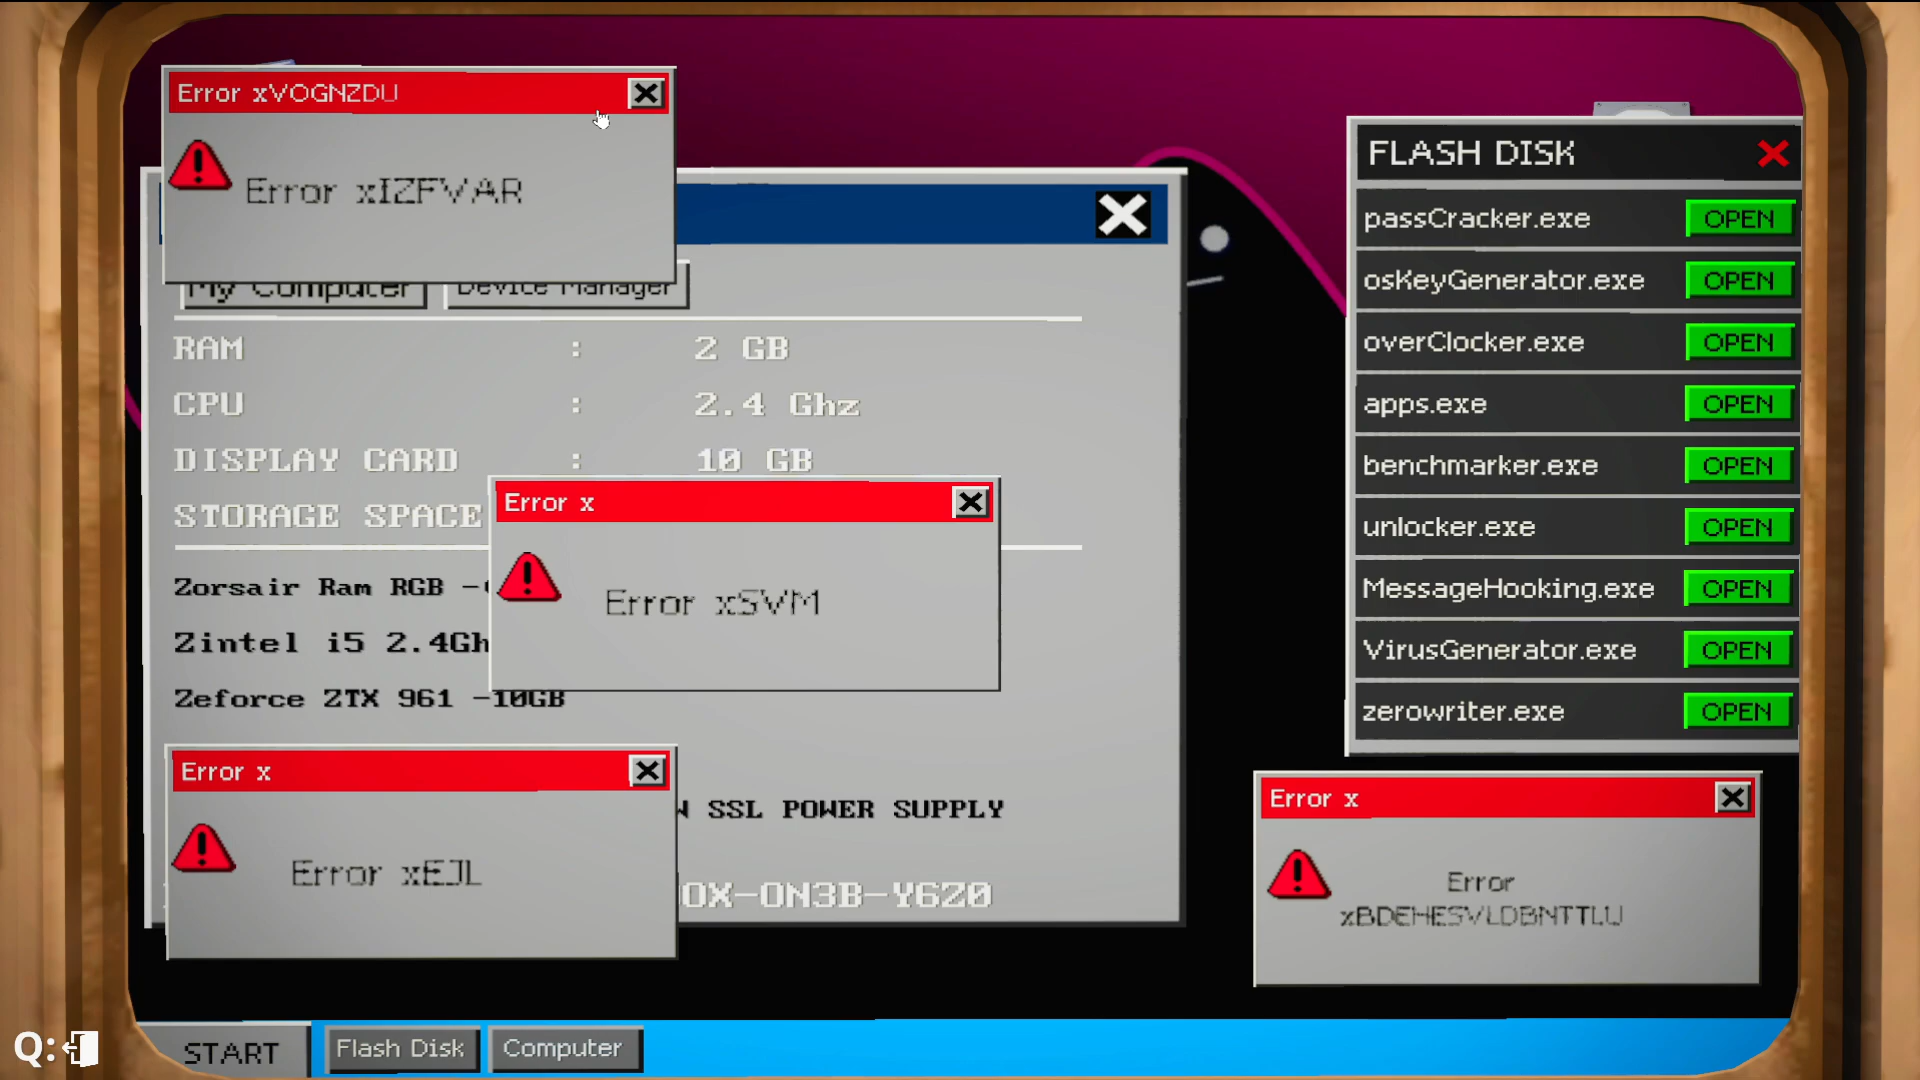 Error xVOGNZDU
Error xIZFVAR
My Computer
Device Manager
RAM : 2 GB
CPU : 2.4 Ghz
DISPLAY CARD : 10 GB
STORAGE SPACE
Zorsair Ram RGB -
Zintel i5 2.4Gh
Zeforce ZTX 961 -10GB
SSL POWER SUPPLY
OX-ON3B-Y6Z0
Error x
Error xSVM
Error x
Error xEJL
FLASH DISK
passCracker.exe OPEN
osKeyGenerator.exe OPEN
overClocker.exe OPEN
apps.exe OPEN
benchmarker.exe OPEN
unlocker.exe OPEN
MessageHooking.exe OPEN
VirusGenerator.exe OPEN
zerowriter.exe OPEN
Error x
Error
xBDEHESVLDBNTTLU
Q:
START
Flash Disk
Computer